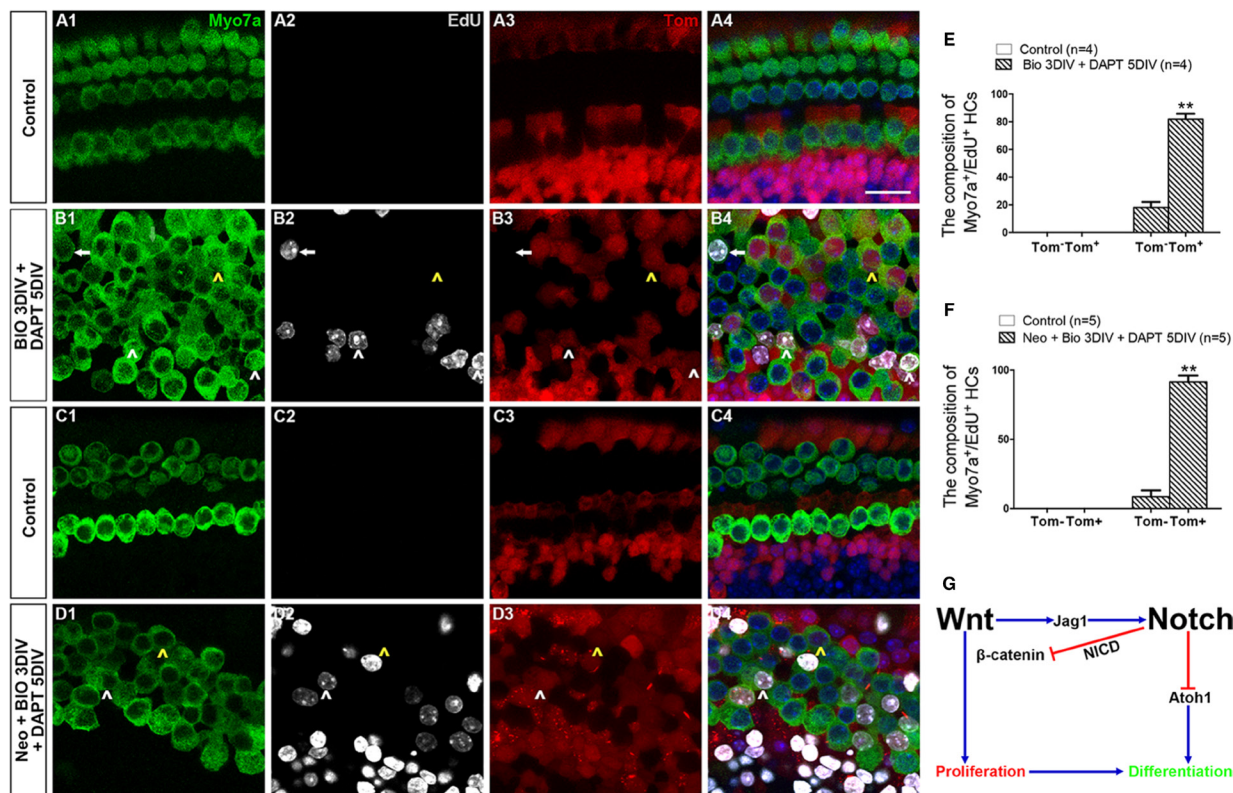 A1 Myo7a
A2 EdU
A3 Tom
A4
Control
B1
B2
B3
B4
BIO 3DIV +
DAPT 5DIV
C1
C2
C3
C4
Control
D1
D3
Neo + BIO 3DIV
+ DAPT 5DIV
E
Control (n=4)
Bio 3DIV + DAPT 5DIV (n=4)
The composition of
Myo7a⁺/EdU⁺ HCs
100
80
60
40
20
0
**
Tom⁻Tom⁺ Tom⁻Tom⁺
F
Control (n=5)
Neo + Bio 3DIV + DAPT 5DIV (n=5)
The composition of
Myo7a⁺/EdU⁺ HCs
100
50
0
**
Tom- Tom+ Tom- Tom+
G
Wnt Jag1 Notch
β-catenin NICD
Atoh1
Proliferation Differentiation